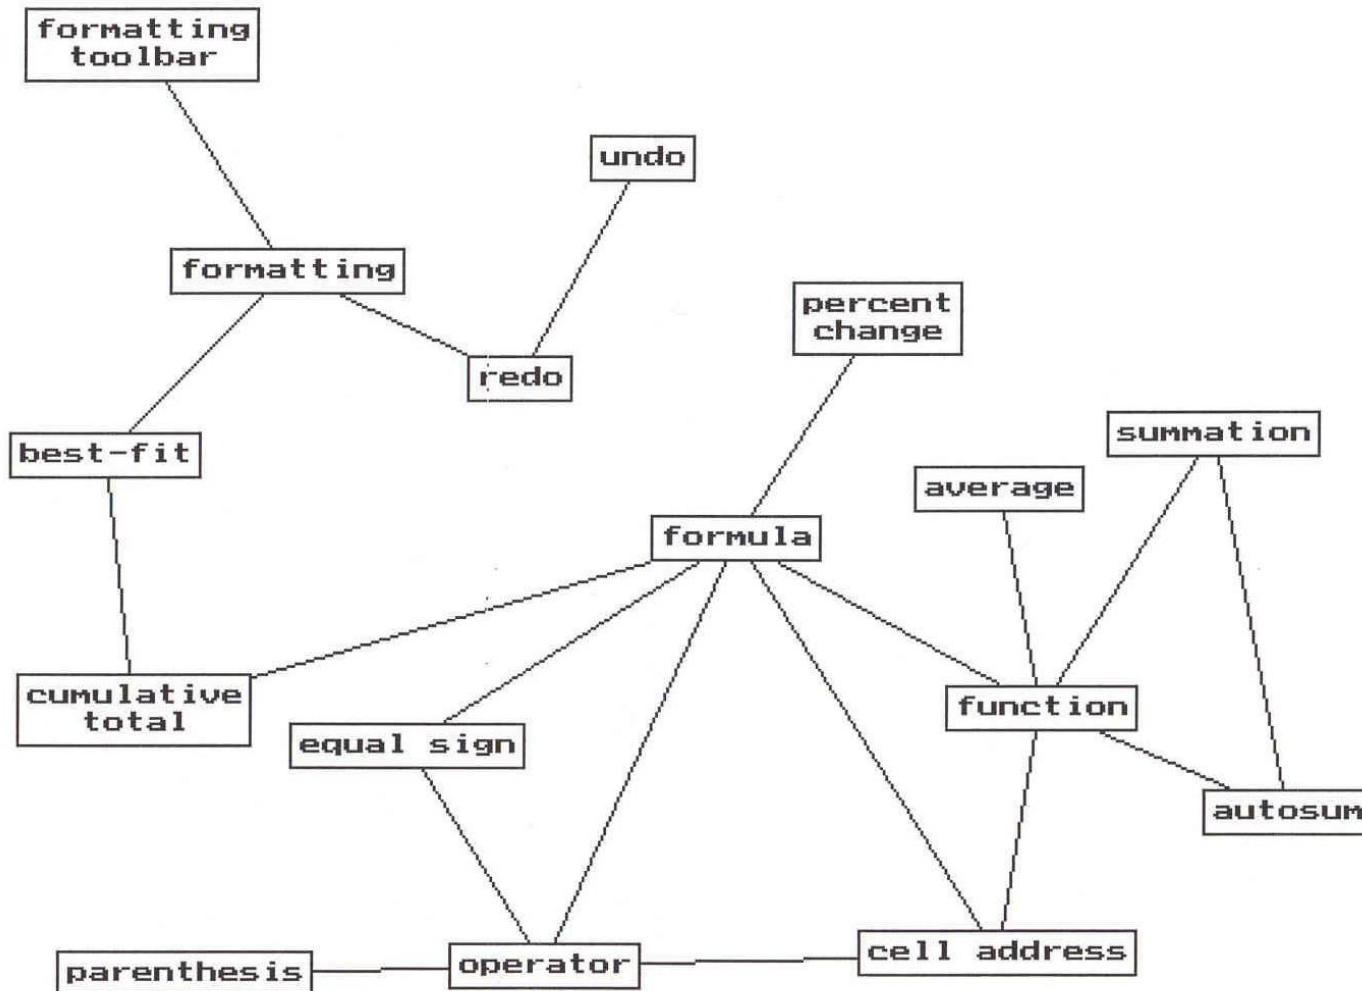 formatting
toolbar
undo
formatting
percent
change
redo
summation
best-fit
average
formula
cumulative
total
function
equal sign
autosum
cell address
operator
parenthesis